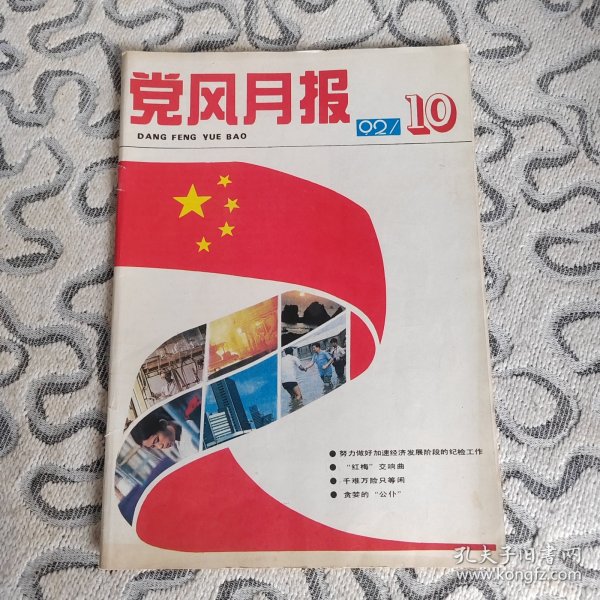 党风月报
DANG FENG YUE BAO
92/ 10
● 努力做好加速经济发展阶段的纪检工作
● “红梅”交响曲
● 千难万险只等闲
● 贪婪的“公仆”
孔夫子旧书网
www.kongfz.com